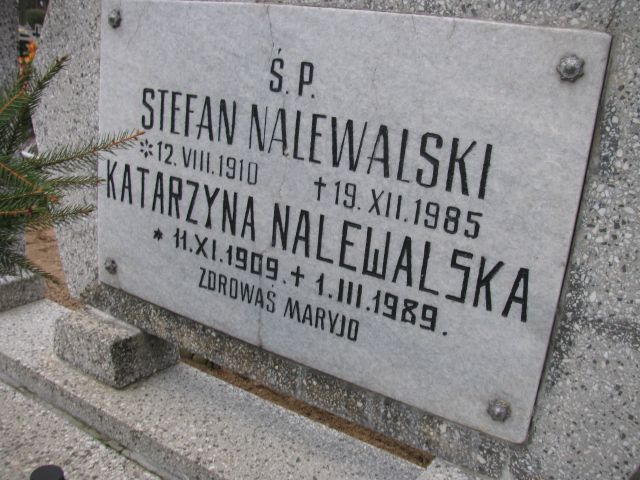 Ś.P.
STEFAN NALEWALSKI
* 12.VIII.1910 † 19.XII.1985
KATARZYNA NALEWALSKA
* 11.XI.1909. † 1.III.1989.
ZDROWAŚ MARYJO